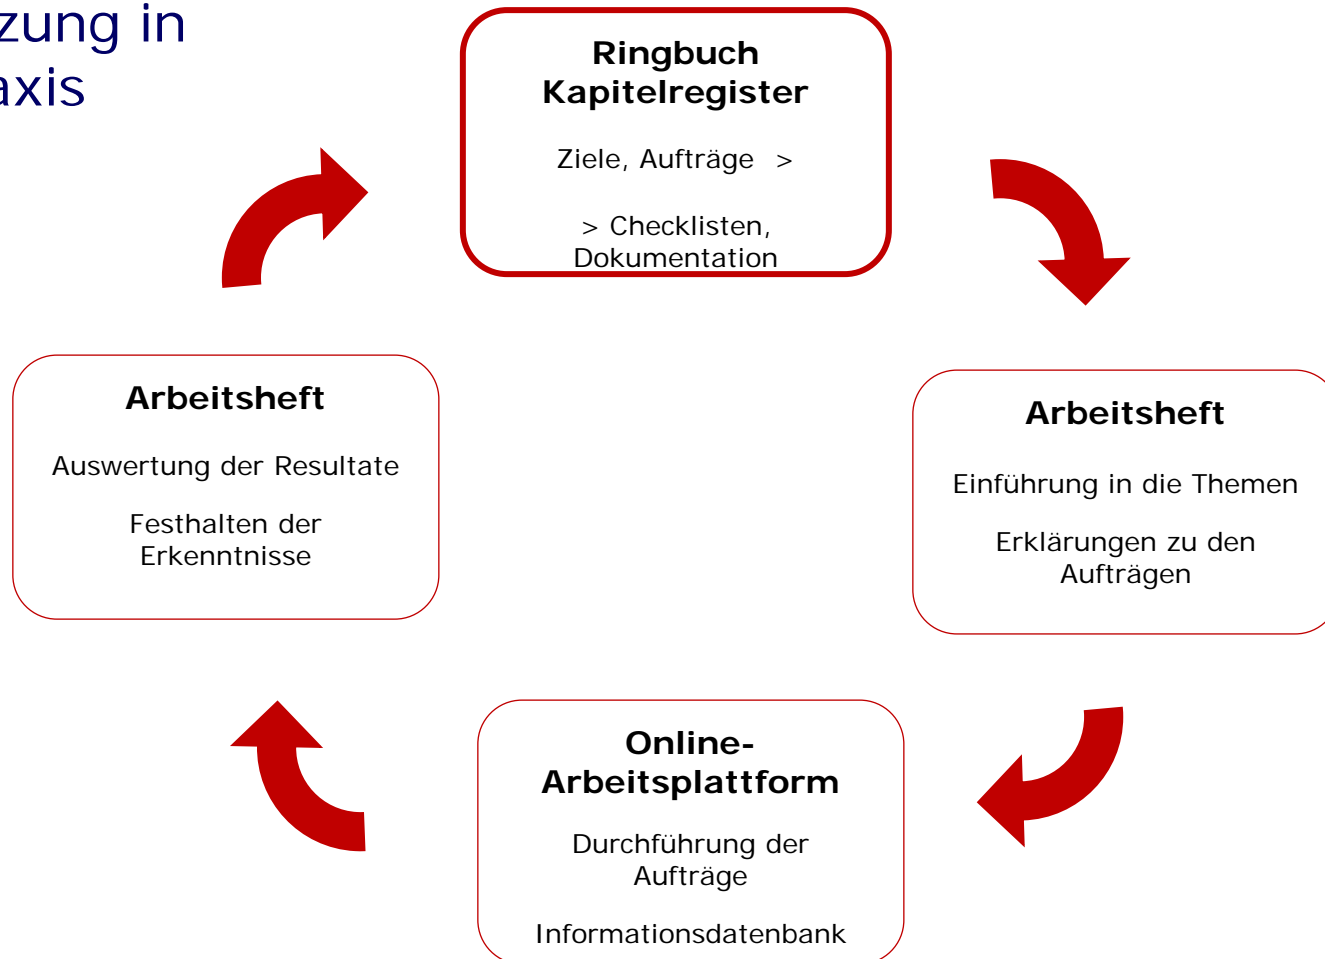 zung in
axis
Ringbuch
Kapitelregister
Ziele, Aufträge >
> Checklisten,
Dokumentation
Arbeitsheft
Einführung in die Themen
Erklärungen zu den
Aufträgen
Online-
Arbeitsplattform
Durchführung der
Aufträge
Informationsdatenbank
Arbeitsheft
Auswertung der Resultate
Festhalten der
Erkenntnisse